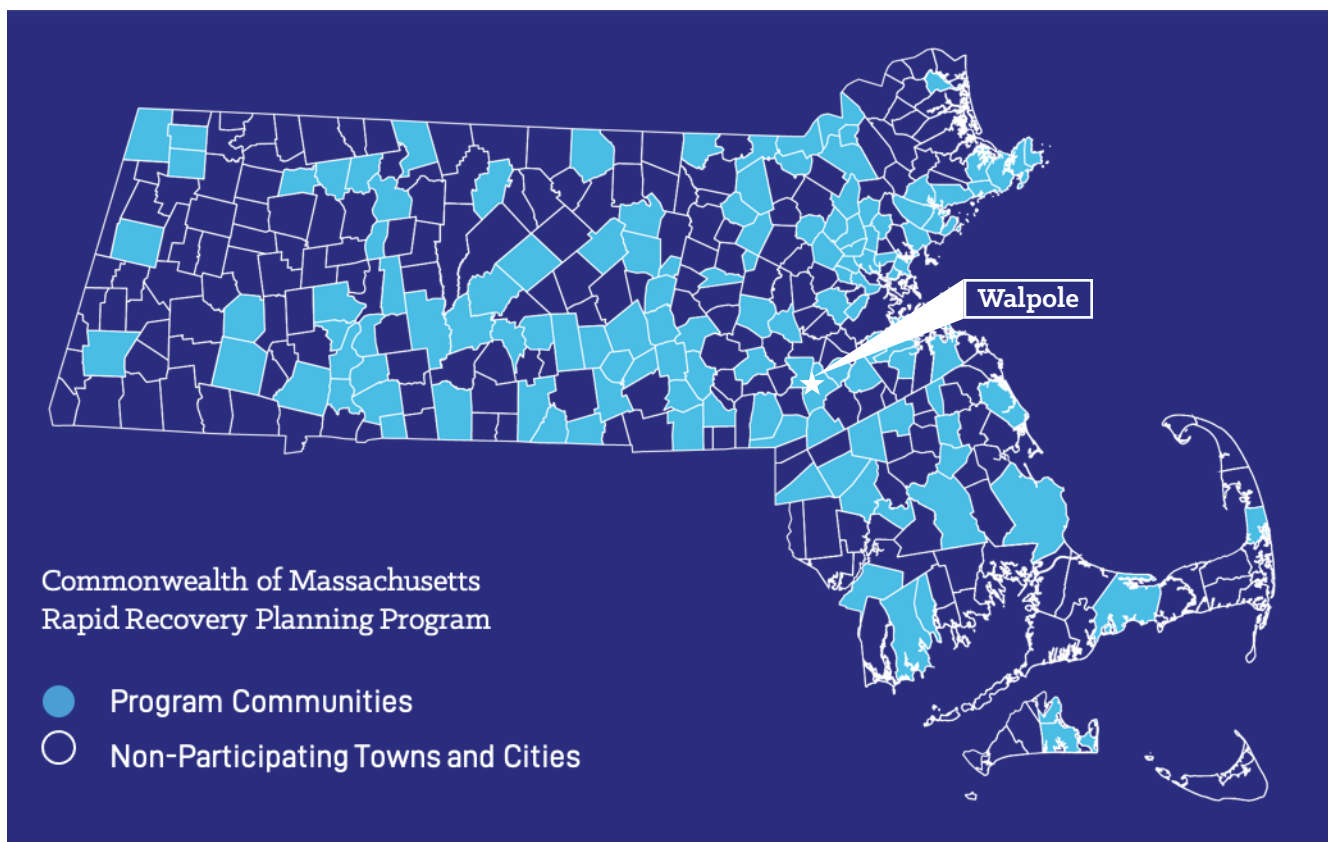 Walpole
Commonwealth of Massachusetts
Rapid Recovery Planning Program
Program Communities
Non-Participating Towns and Cities